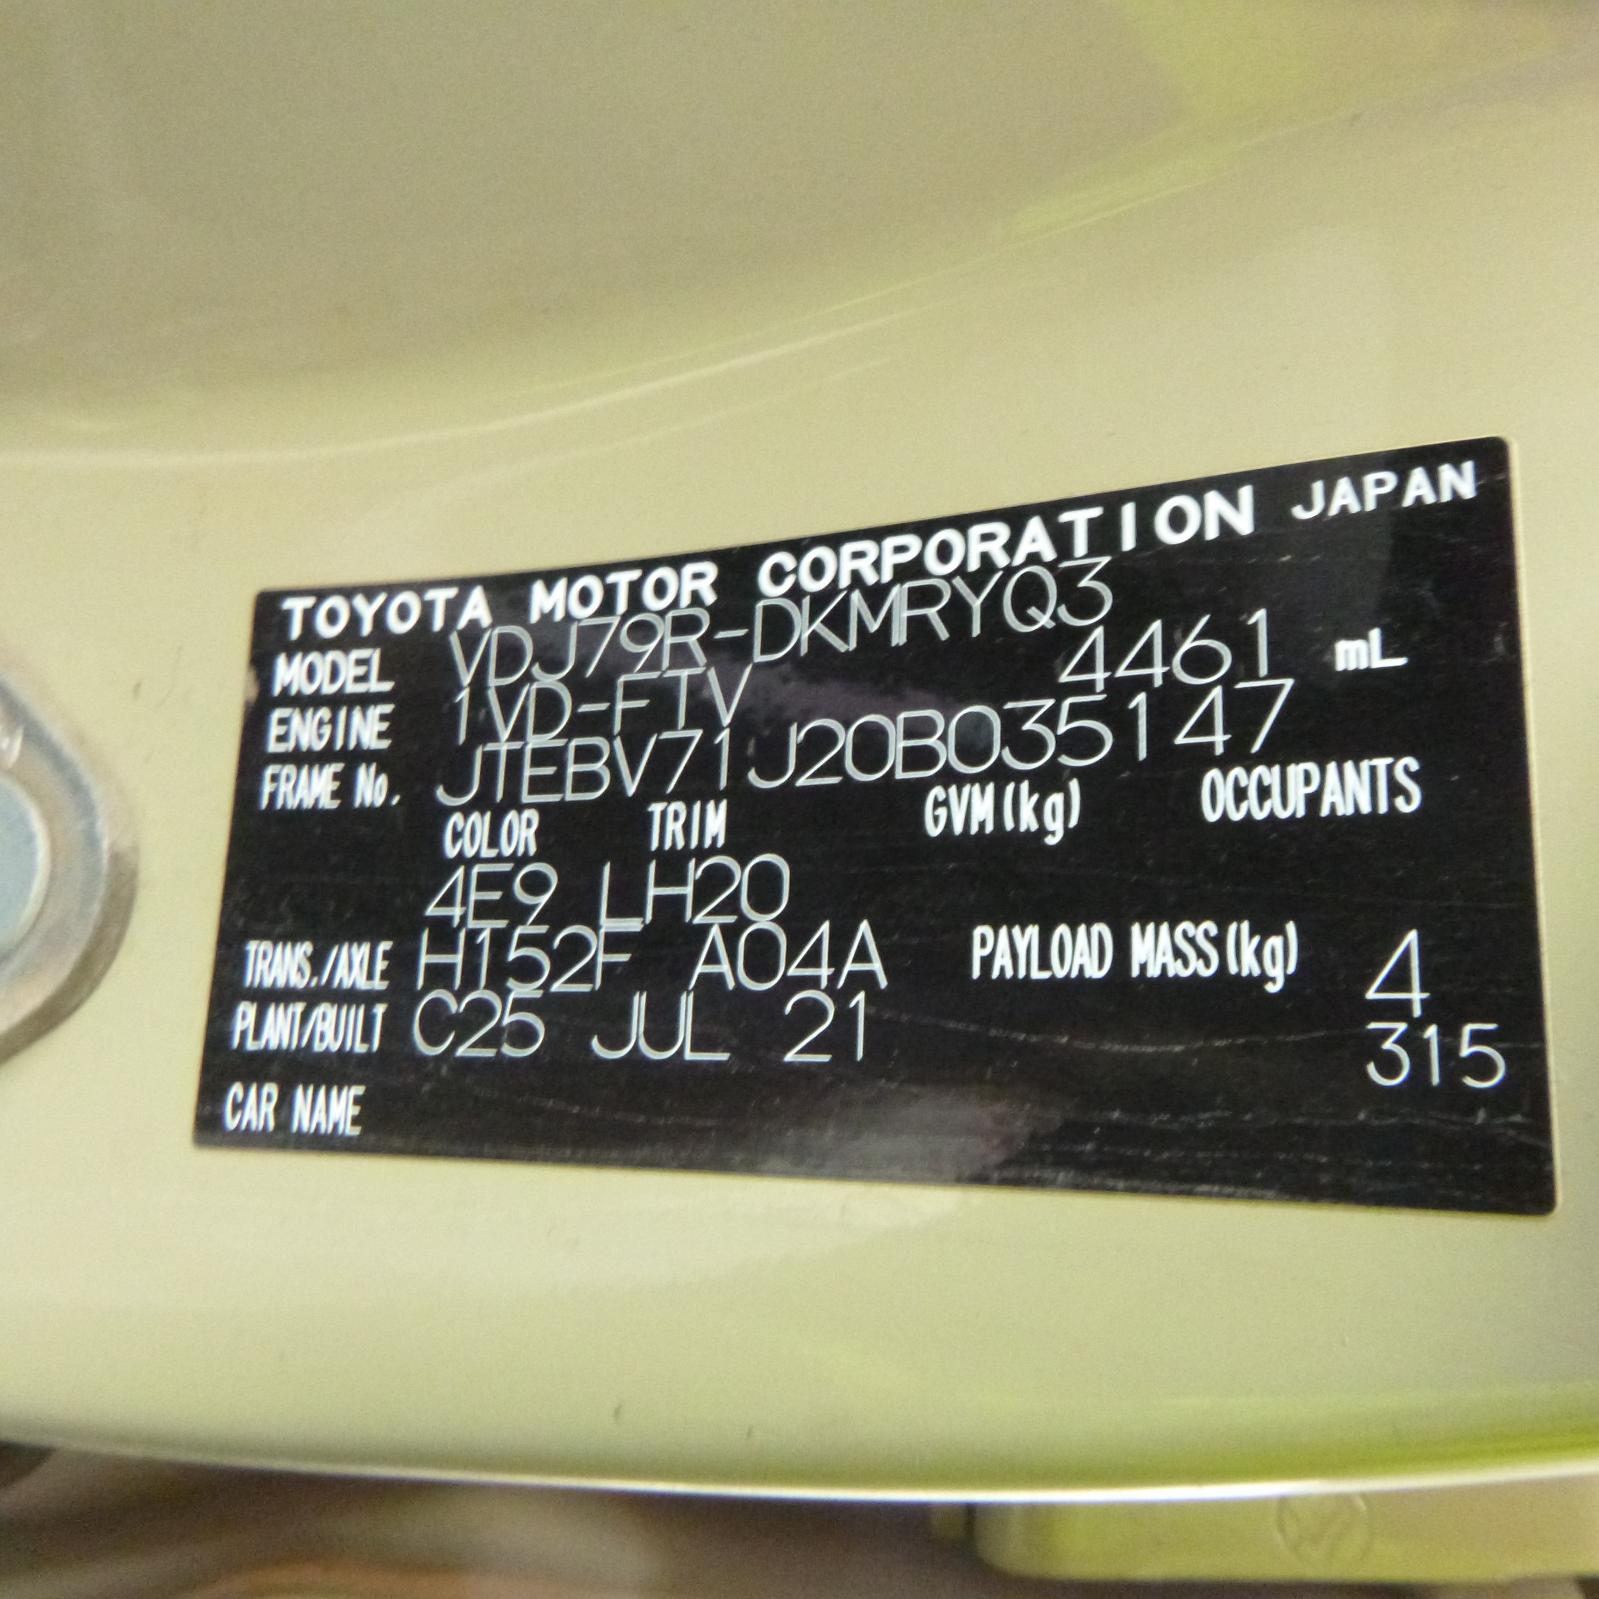 TOYOTA MOTOR CORPORATION JAPAN
MODEL VDJ79R-DKMRYQ3
ENGINE 1VD-FTV 4461 mL
FRAME No. JTEBV71J20B035147
COLOR TRIM GVM(kg) OCCUPANTS
4E9 LH20
TRANS./AXLE H152F A04A PAYLOAD MASS(kg) 4
PLANT/BUILT C25 JUL 21 315
CAR NAME